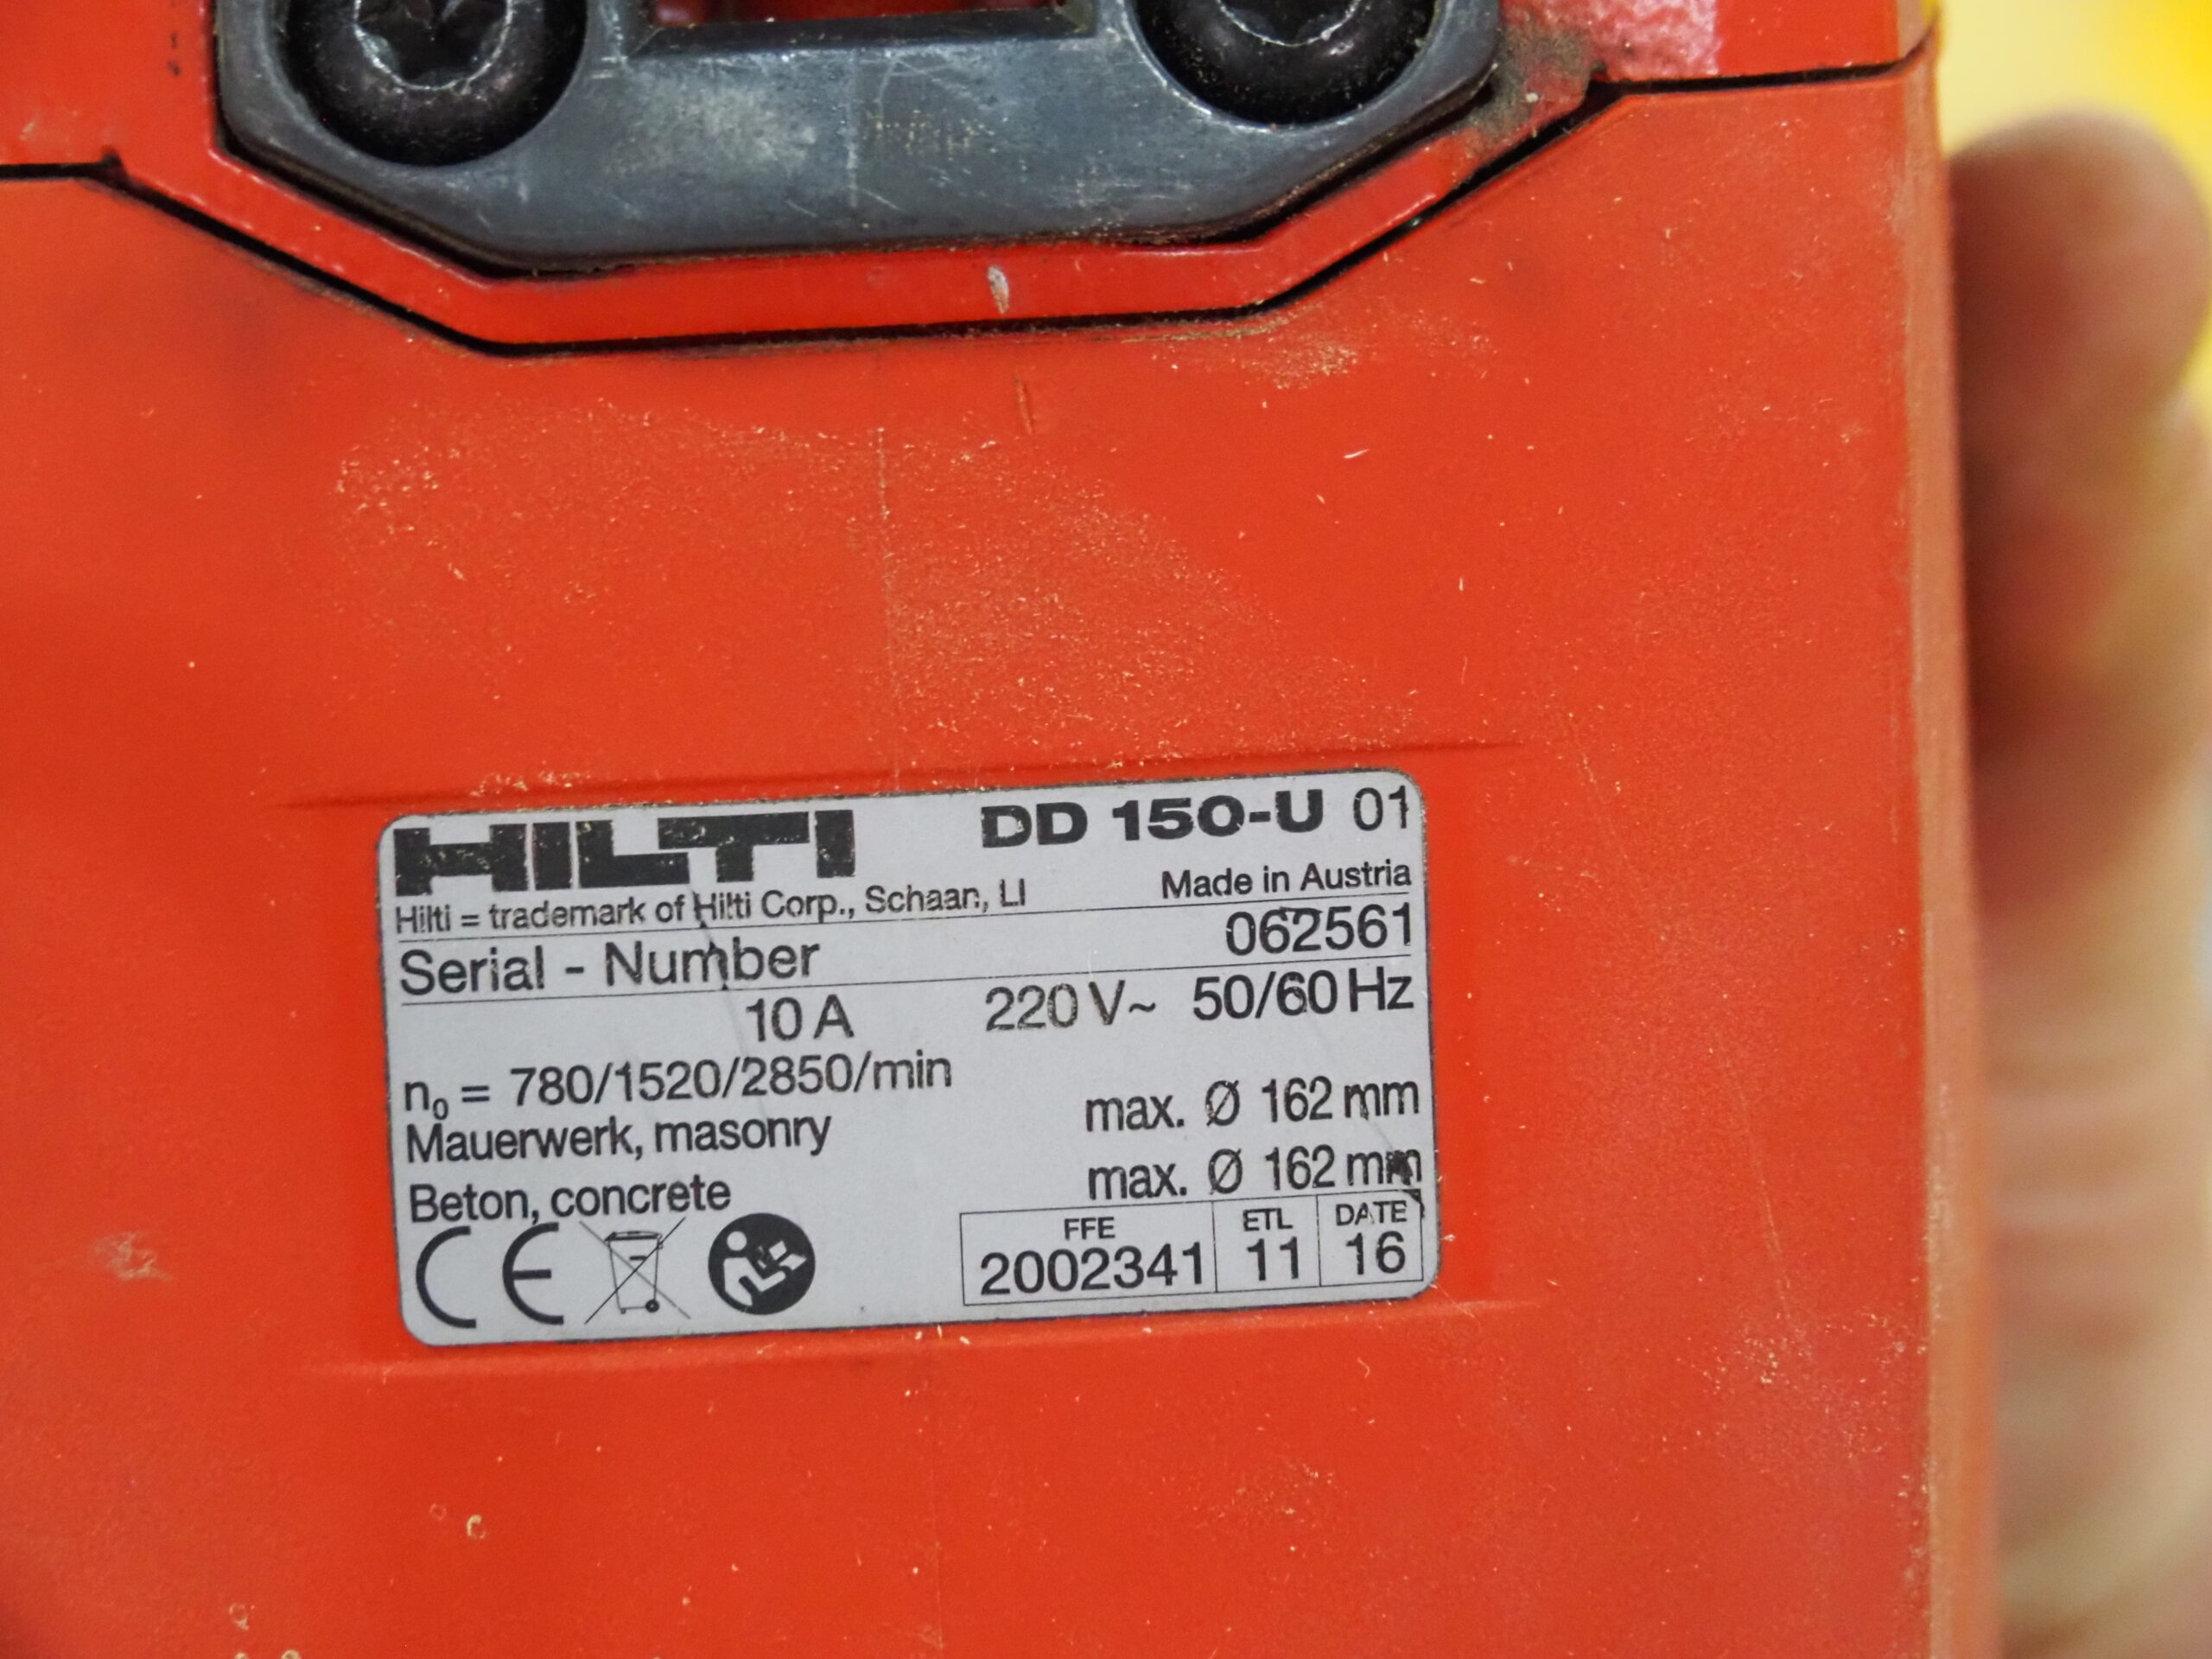 HILTI DD 150-U 01
Hilti = trademark of Hilti Corp., Schaan, LI Made in Austria
Serial - Number 062561
10 A 220 V~ 50/60 Hz
n₀ = 780/1520/2850/min
Mauerwerk, masonry max. Ø 162 mm
Beton, concrete max. Ø 162 mm
CE FFE ETL DATE
2002341 11 16